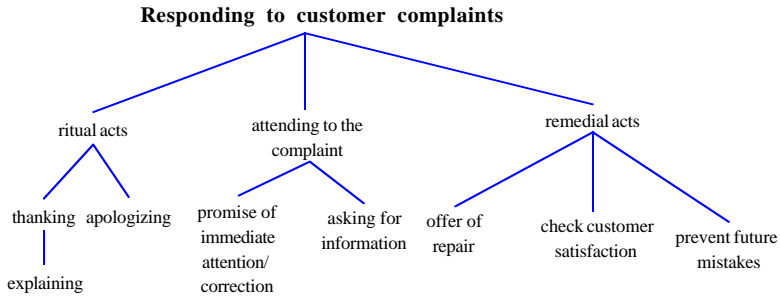 Responding to customer complaints
ritual acts
attending to the
complaint
remedial acts
thanking
apologizing
promise of
immediate
attention/
correction
asking for
information
offer of
repair
check customer
satisfaction
prevent future
mistakes
explaining